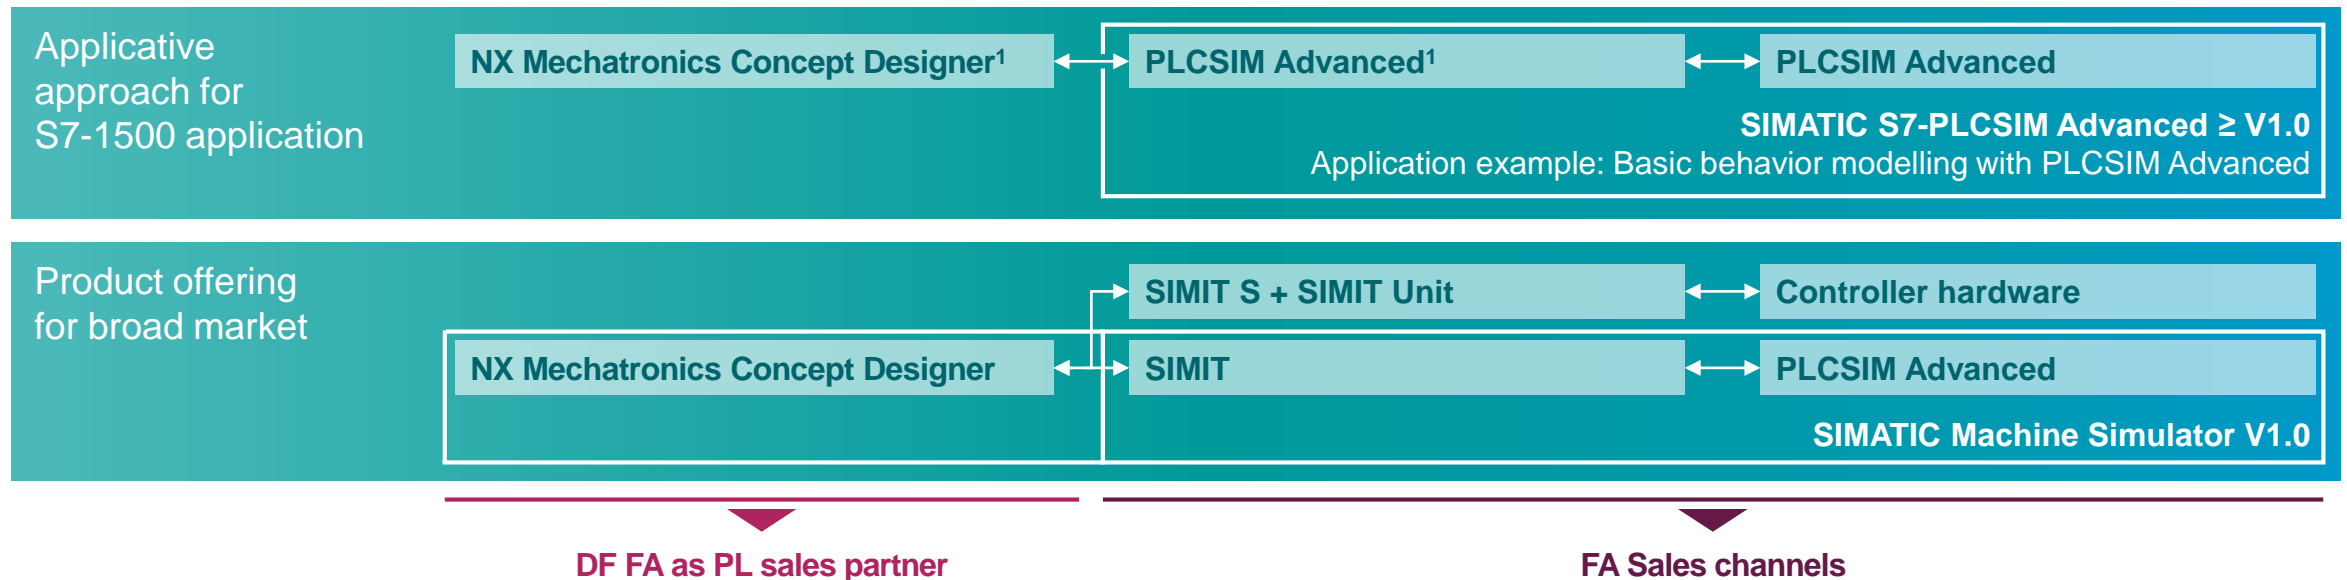 Applicative
approach for
S7-1500 application
NX Mechatronics Concept Designer¹
PLCSIM Advanced¹
PLCSIM Advanced
SIMATIC S7-PLCSIM Advanced ≥ V1.0
Application example: Basic behavior modelling with PLCSIM Advanced
Product offering
for broad market
SIMIT S + SIMIT Unit
Controller hardware
NX Mechatronics Concept Designer
SIMIT
PLCSIM Advanced
SIMATIC Machine Simulator V1.0
DF FA as PL sales partner
FA Sales channels